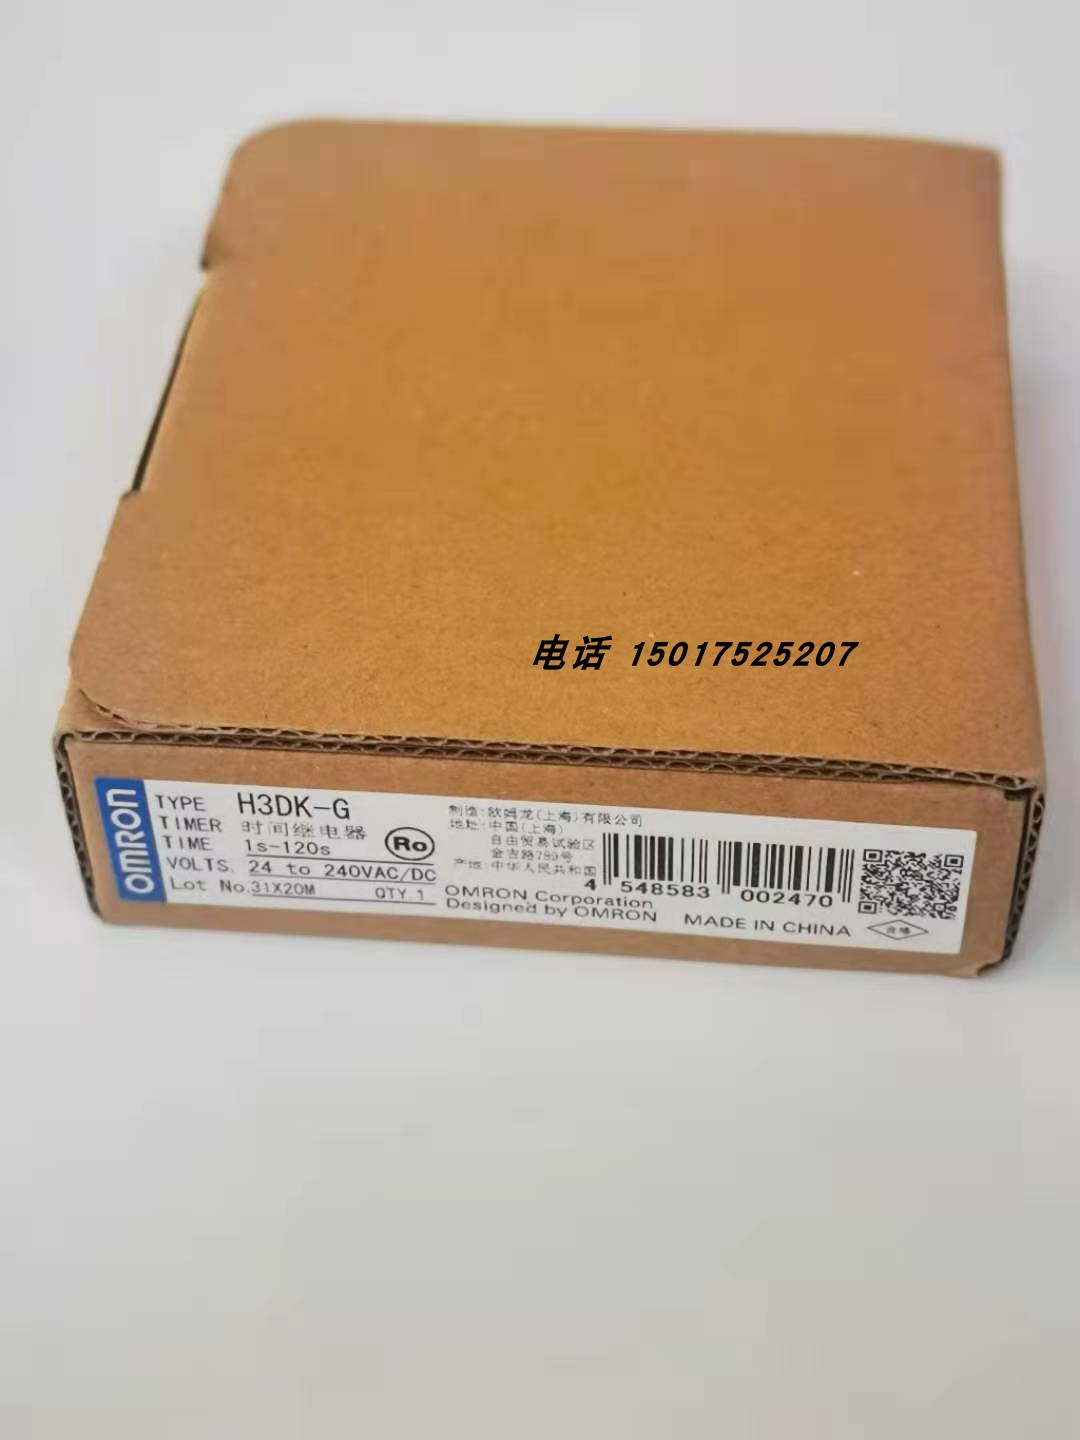 电话 15017525207
OMRON
TYPE H3DK-G
TIMER 时间继电器
TIME 1s-120s
VOLTS. 24 to 240VAC/DC
Lot No.31X20M QTY.1
Ro
制造:欧姆龙(上海)有限公司
地址:中国(上海)
自由贸易试验区
金吉路789号
产地:中华人民共和国
OMRON Corporation
Designed by OMRON
MADE IN CHINA
4 548583 002470
合格